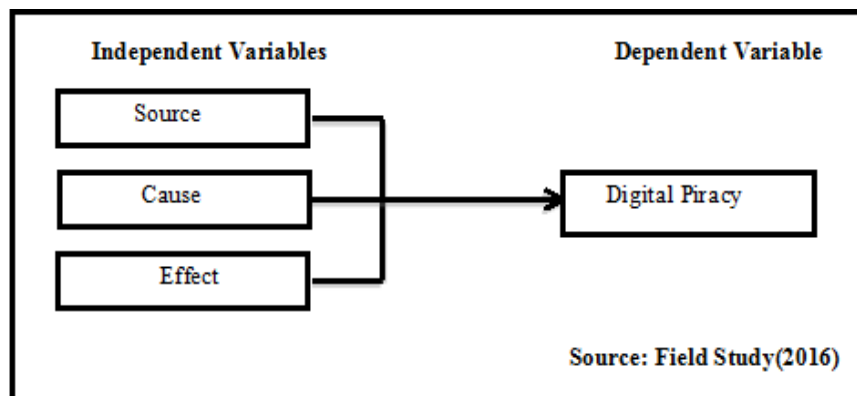 Independent Variables
Dependent Variable
Source
Cause
Digital Piracy
Effect
Source: Field Study(2016)